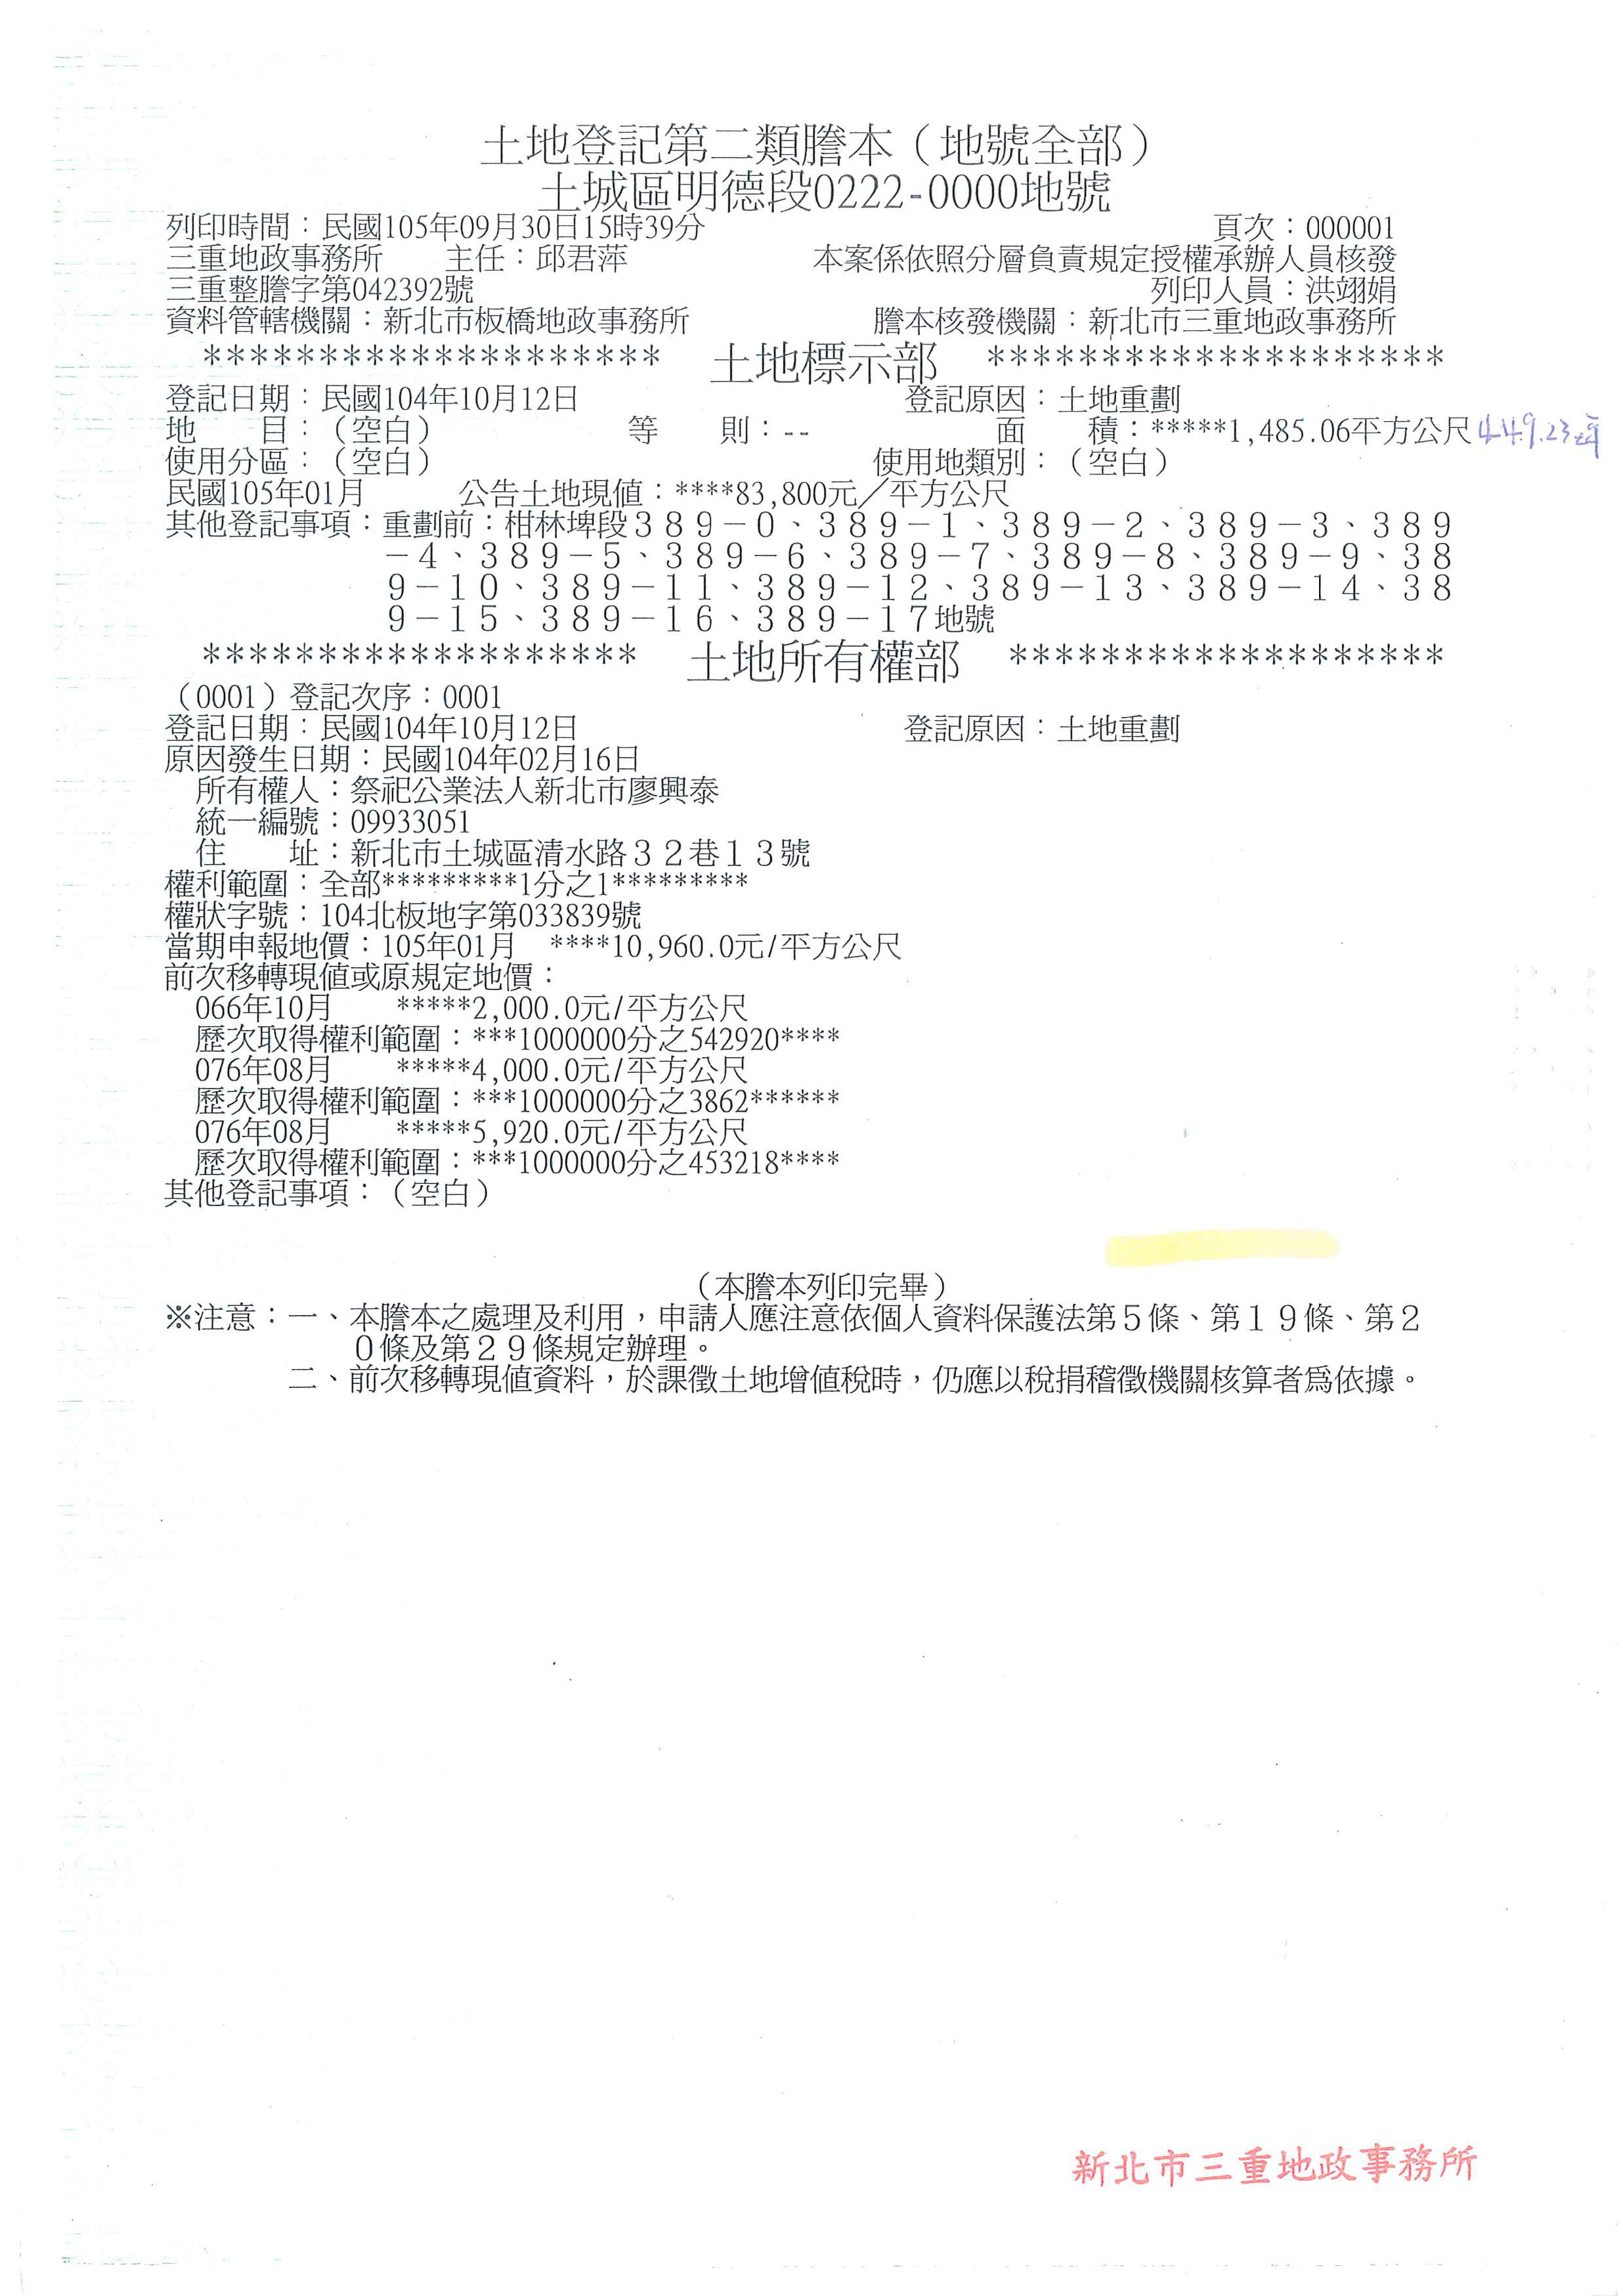 土地登記第二類謄本（地號全部）
土城區明德段0222-0000地號
列印時間：民國105年09月30日15時39分　　頁次：000001
三重地政事務所　　主任：邱君萍　　本案係依照分層負責規定授權承辦人員核發
三重整謄字第042392號　　列印人員：洪翊娟
資料管轄機關：新北市板橋地政事務所　　謄本核發機關：新北市三重地政事務所
********************　土地標示部　********************
登記日期：民國104年10月12日　　登記原因：土地重劃
地　　目：（空白）　　等　　則：--　　面　　積：*****1,485.06平方公尺 449.23坪
使用分區：（空白）　　使用地類別：（空白）
民國105年01月　　公告土地現值：****83,800元／平方公尺
其他登記事項：重劃前：柑林埤段３８９－０、３８９－１、３８９－２、３８９－３、３８９
－４、３８９－５、３８９－６、３８９－７、３８９－８、３８９－９、３８
９－１０、３８９－１１、３８９－１２、３８９－１３、３８９－１４、３８
９－１５、３８９－１６、３８９－１７地號
*******************　土地所有權部　*******************
（0001）登記次序：0001
登記日期：民國104年10月12日　　登記原因：土地重劃
原因發生日期：民國104年02月16日
所有權人：祭祀公業法人新北市廖興泰
統一編號：09933051
住　　址：新北市土城區清水路３２巷１３號
權利範圍：全部*********1分之1*********
權狀字號：104北板地字第033839號
當期申報地價：105年01月　****10,960.0元/平方公尺
前次移轉現值或原規定地價：
066年10月　　*****2,000.0元/平方公尺
歷次取得權利範圍：***1000000分之542920****
076年08月　　*****4,000.0元/平方公尺
歷次取得權利範圍：***1000000分之3862******
076年08月　　*****5,920.0元/平方公尺
歷次取得權利範圍：***1000000分之453218****
其他登記事項：（空白）
（本謄本列印完畢）
※注意：一、本謄本之處理及利用，申請人應注意依個人資料保護法第５條、第１９條、第２
０條及第２９條規定辦理。
二、前次移轉現值資料，於課徵土地增值稅時，仍應以稅捐稽徵機關核算者為依據。
新北市三重地政事務所